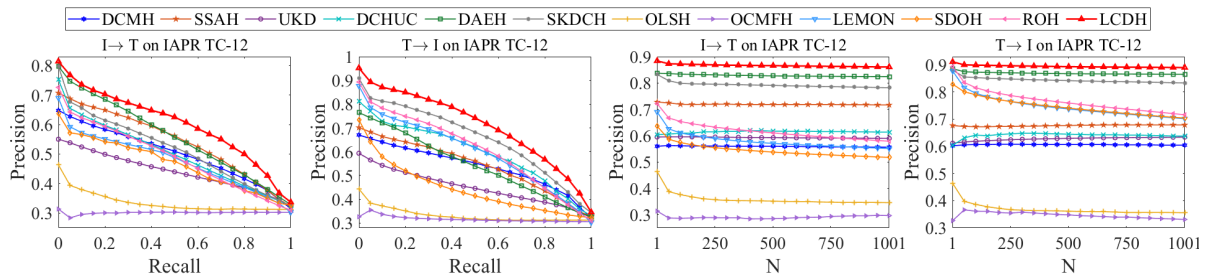 DCMH SSAH UKD DCHUC DAEH SKDCH OLSH OCMFH LEMON SDOH ROH LCDH
I→ T on IAPR TC-12
Precision
0.8
0.7
0.6
0.5
0.4
0.3
0 0.2 0.4 0.6 0.8 1
Recall
T→ I on IAPR TC-12
Precision
1
0.9
0.8
0.7
0.6
0.5
0.4
0.3
0 0.2 0.4 0.6 0.8 1
Recall
I→ T on IAPR TC-12
Precision
0.9
0.8
0.7
0.6
0.5
0.4
0.3
1 250 500 750 1001
N
T→ I on IAPR TC-12
Precision
0.9
0.8
0.7
0.6
0.5
0.4
0.3
1 250 500 750 1001
N